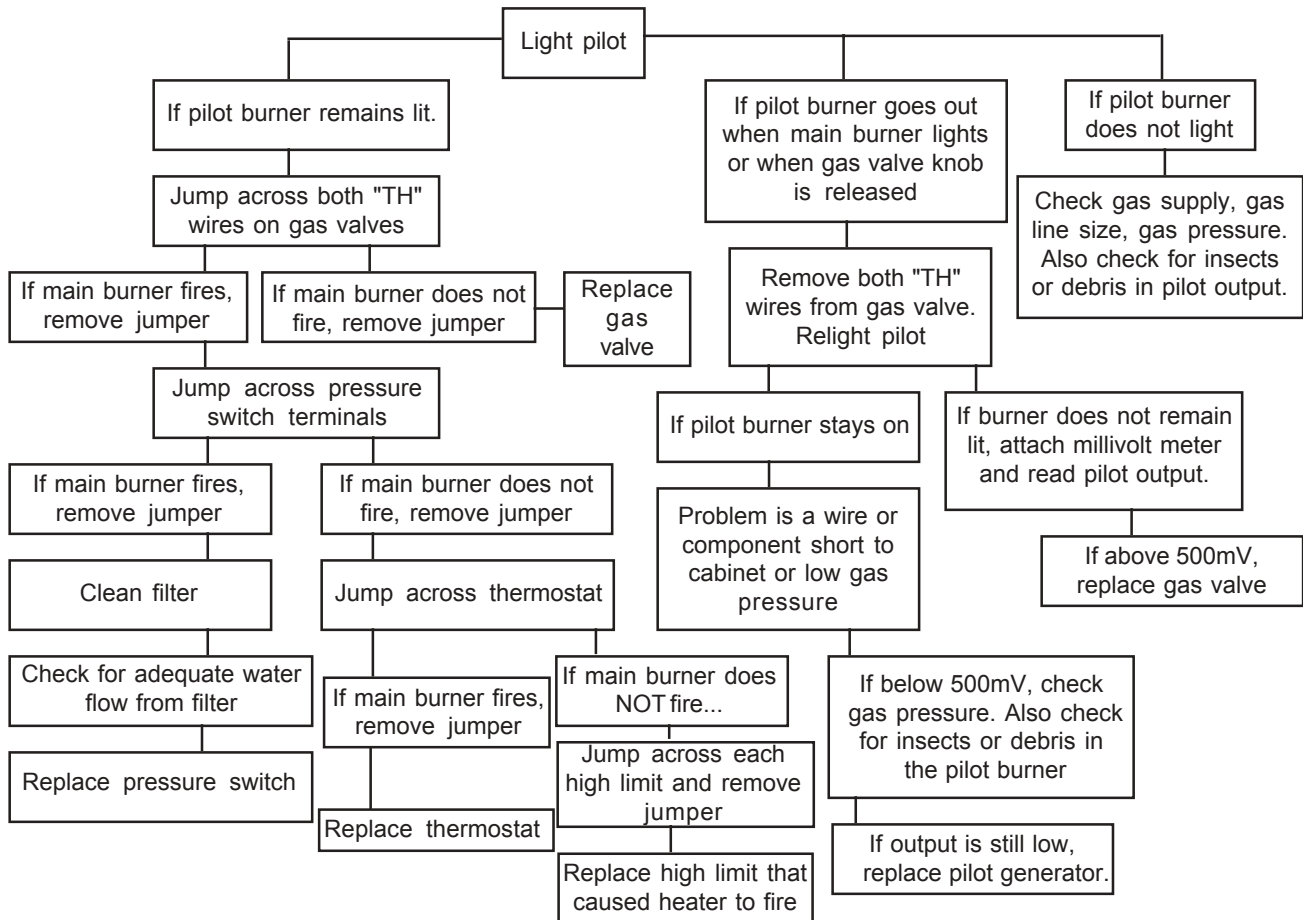 Light pilot
If pilot burner remains lit.
If pilot burner goes out
when main burner lights
or when gas valve knob
is released
If pilot burner
does not light
Jump across both "TH"
wires on gas valves
Check gas supply, gas
line size, gas pressure.
Also check for insects
or debris in pilot output.
If main burner fires,
remove jumper
If main burner does not
fire, remove jumper
Replace
gas
valve
Remove both "TH"
wires from gas valve.
Relight pilot
Jump across pressure
switch terminals
If pilot burner stays on
If burner does not remain
lit, attach millivolt meter
and read pilot output.
If main burner fires,
remove jumper
If main burner does not
fire, remove jumper
Problem is a wire or
component short to
cabinet or low gas
pressure
If above 500mV,
replace gas valve
Clean filter
Jump across thermostat
Check for adequate water
flow from filter
If main burner fires,
remove jumper
If main burner does
NOT fire...
If below 500mV, check
gas pressure. Also check
for insects or debris in
the pilot burner
Replace pressure switch
Jump across each
high limit and remove
jumper
Replace thermostat
If output is still low,
replace pilot generator.
Replace high limit that
caused heater to fire